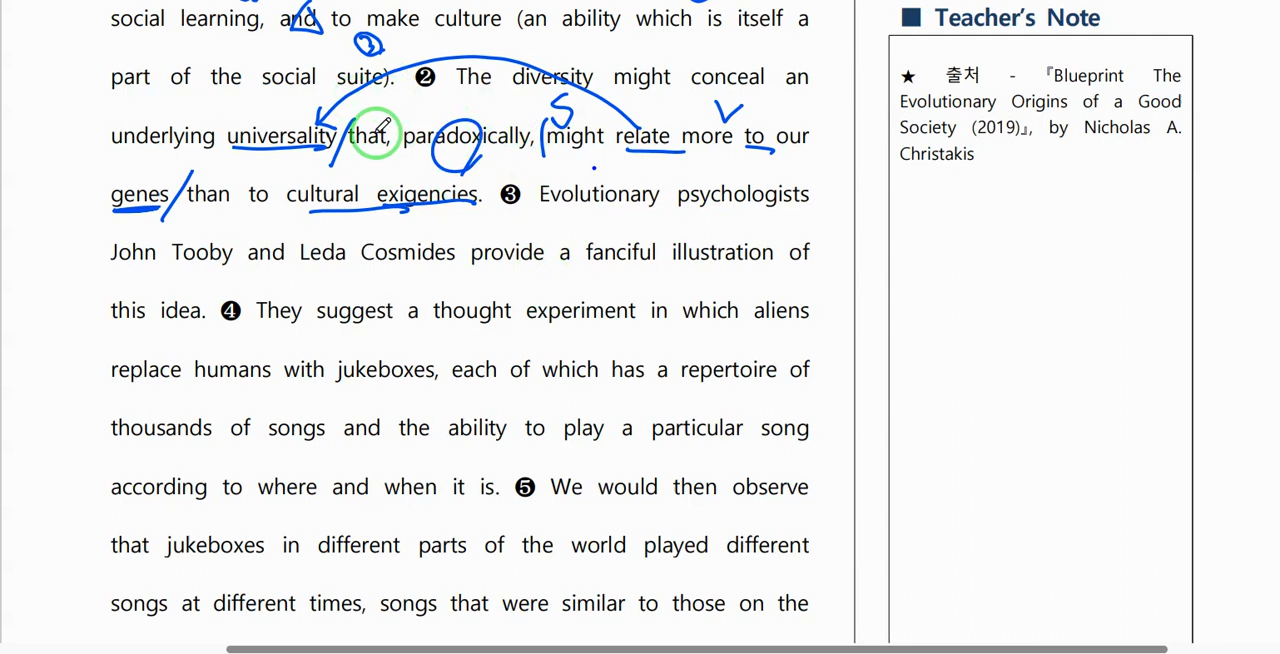 social learning, and to make culture (an ability which is itself a
part of the social suite). ❷ The diversity might conceal an
underlying universality that, paradoxically, might relate more to our
genes than to cultural exigencies. ❸ Evolutionary psychologists
John Tooby and Leda Cosmides provide a fanciful illustration of
this idea. ❹ They suggest a thought experiment in which aliens
replace humans with jukeboxes, each of which has a repertoire of
thousands of songs and the ability to play a particular song
according to where and when it is. ❺ We would then observe
that jukeboxes in different parts of the world played different
songs at different times, songs that were similar to those on the
■ Teacher's Note
★ 출처 - 『Blueprint The
Evolutionary Origins of a Good
Society (2019)』, by Nicholas A.
Christakis